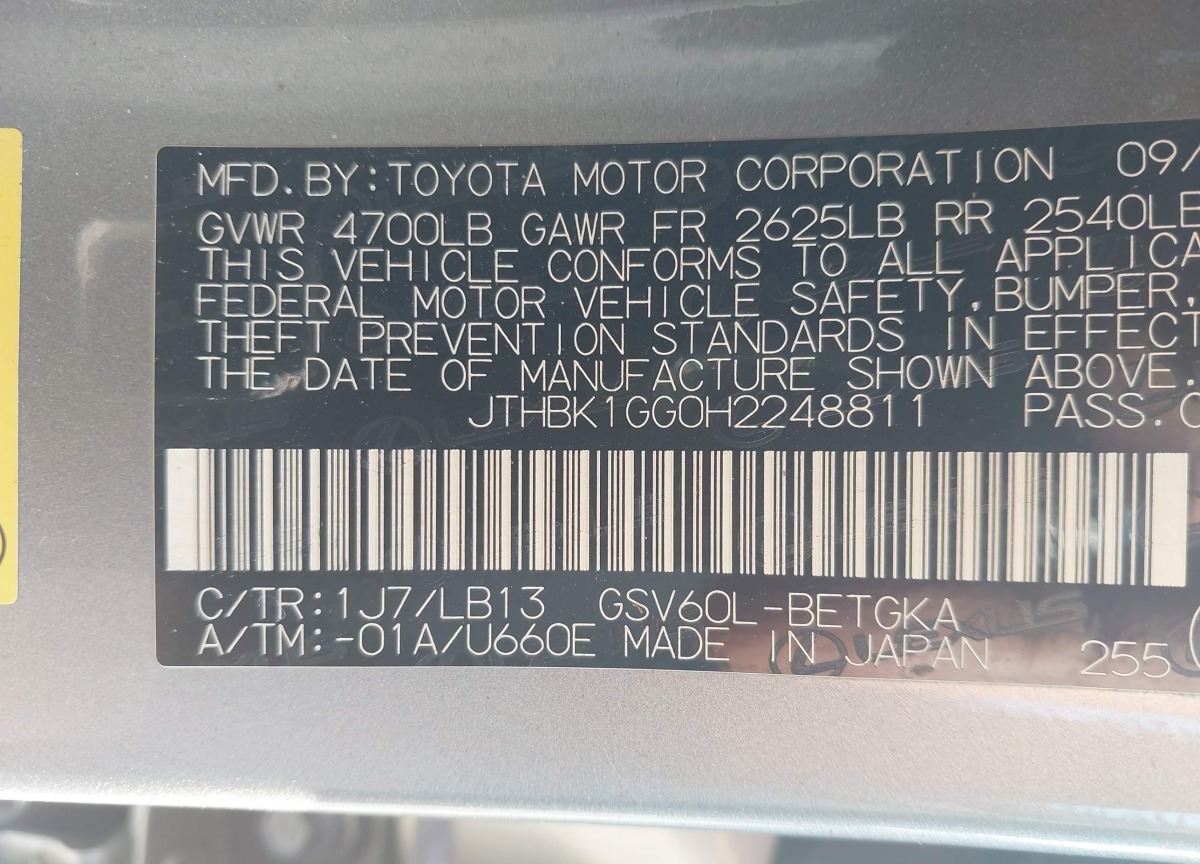 MFD.BY:TOYOTA MOTOR CORPORATION 09/
GVWR 4700LB GAWR FR 2625LB RR 2540LB
THIS VEHICLE CONFORMS TO ALL APPLICA
FEDERAL MOTOR VEHICLE SAFETY,BUMPER,
THEFT PREVENTION STANDARDS IN EFFECT
THE DATE OF MANUFACTURE SHOWN ABOVE.
JTHBK1GG0H2248811 PASS.C
C/TR:1J7/LB13 GSV60L-BETGKA
A/TM:-01A/U660E MADE IN JAPAN 255
LEXUS